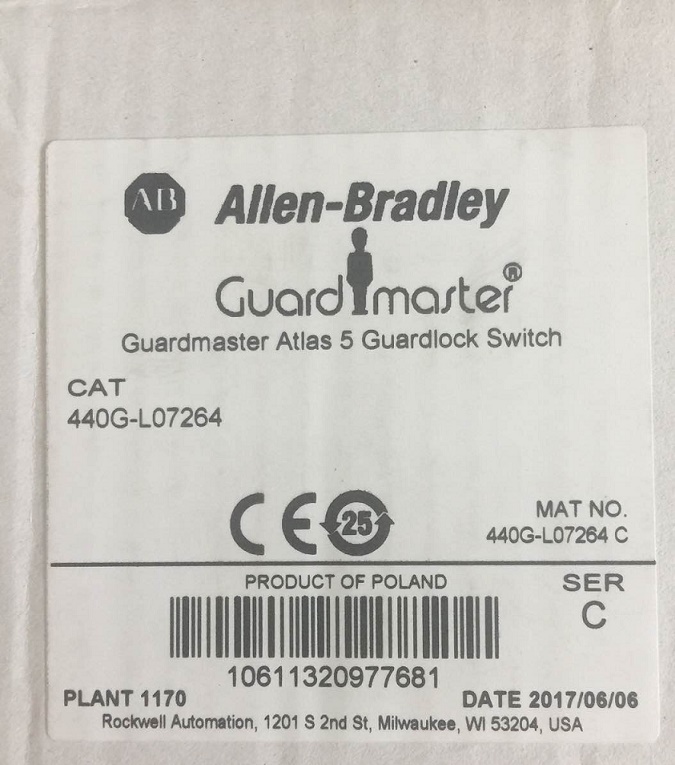 AB Allen-Bradley
Guardmaster®
Guardmaster Atlas 5 Guardlock Switch
CAT
440G-L07264
CE 25
MAT NO.
440G-L07264 C
PRODUCT OF POLAND
SER
C
10611320977681
PLANT 1170 DATE 2017/06/06
Rockwell Automation, 1201 S 2nd St, Milwaukee, WI 53204, USA